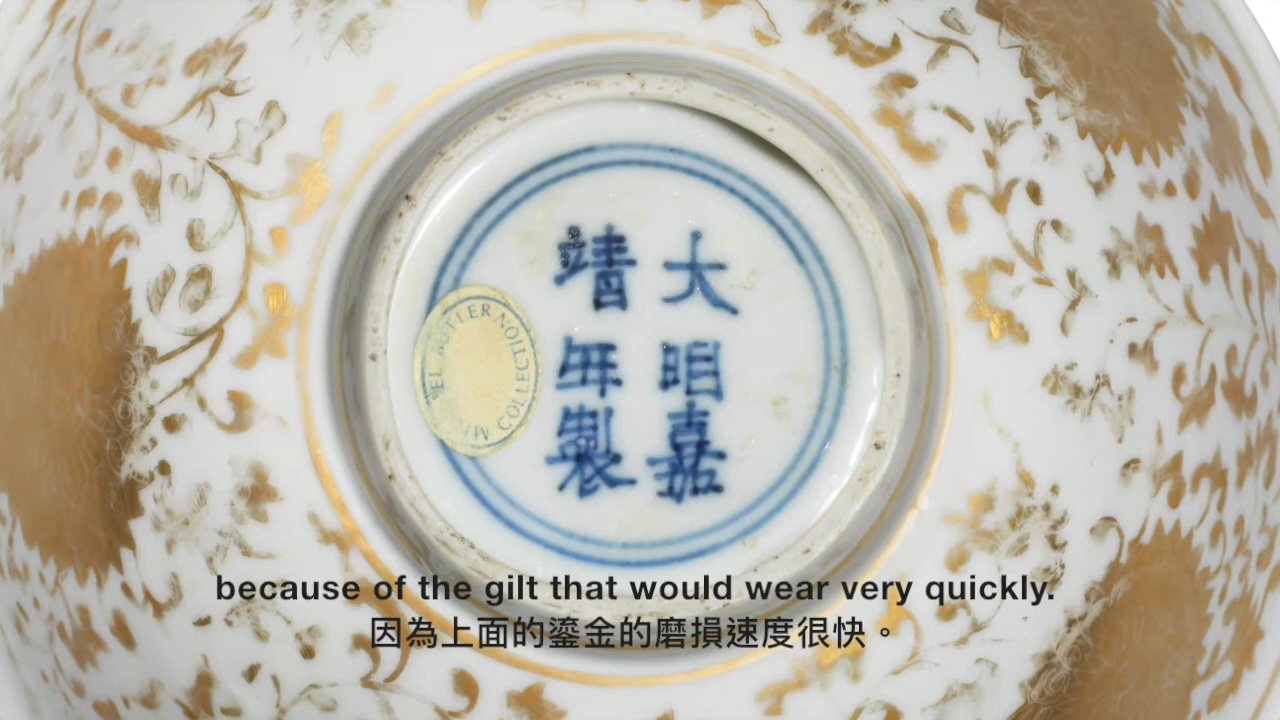 大明嘉
靖年製
BUTLER COLLECTION
because of the gilt that would wear very quickly.
因為上面的鎏金的磨損速度很快。